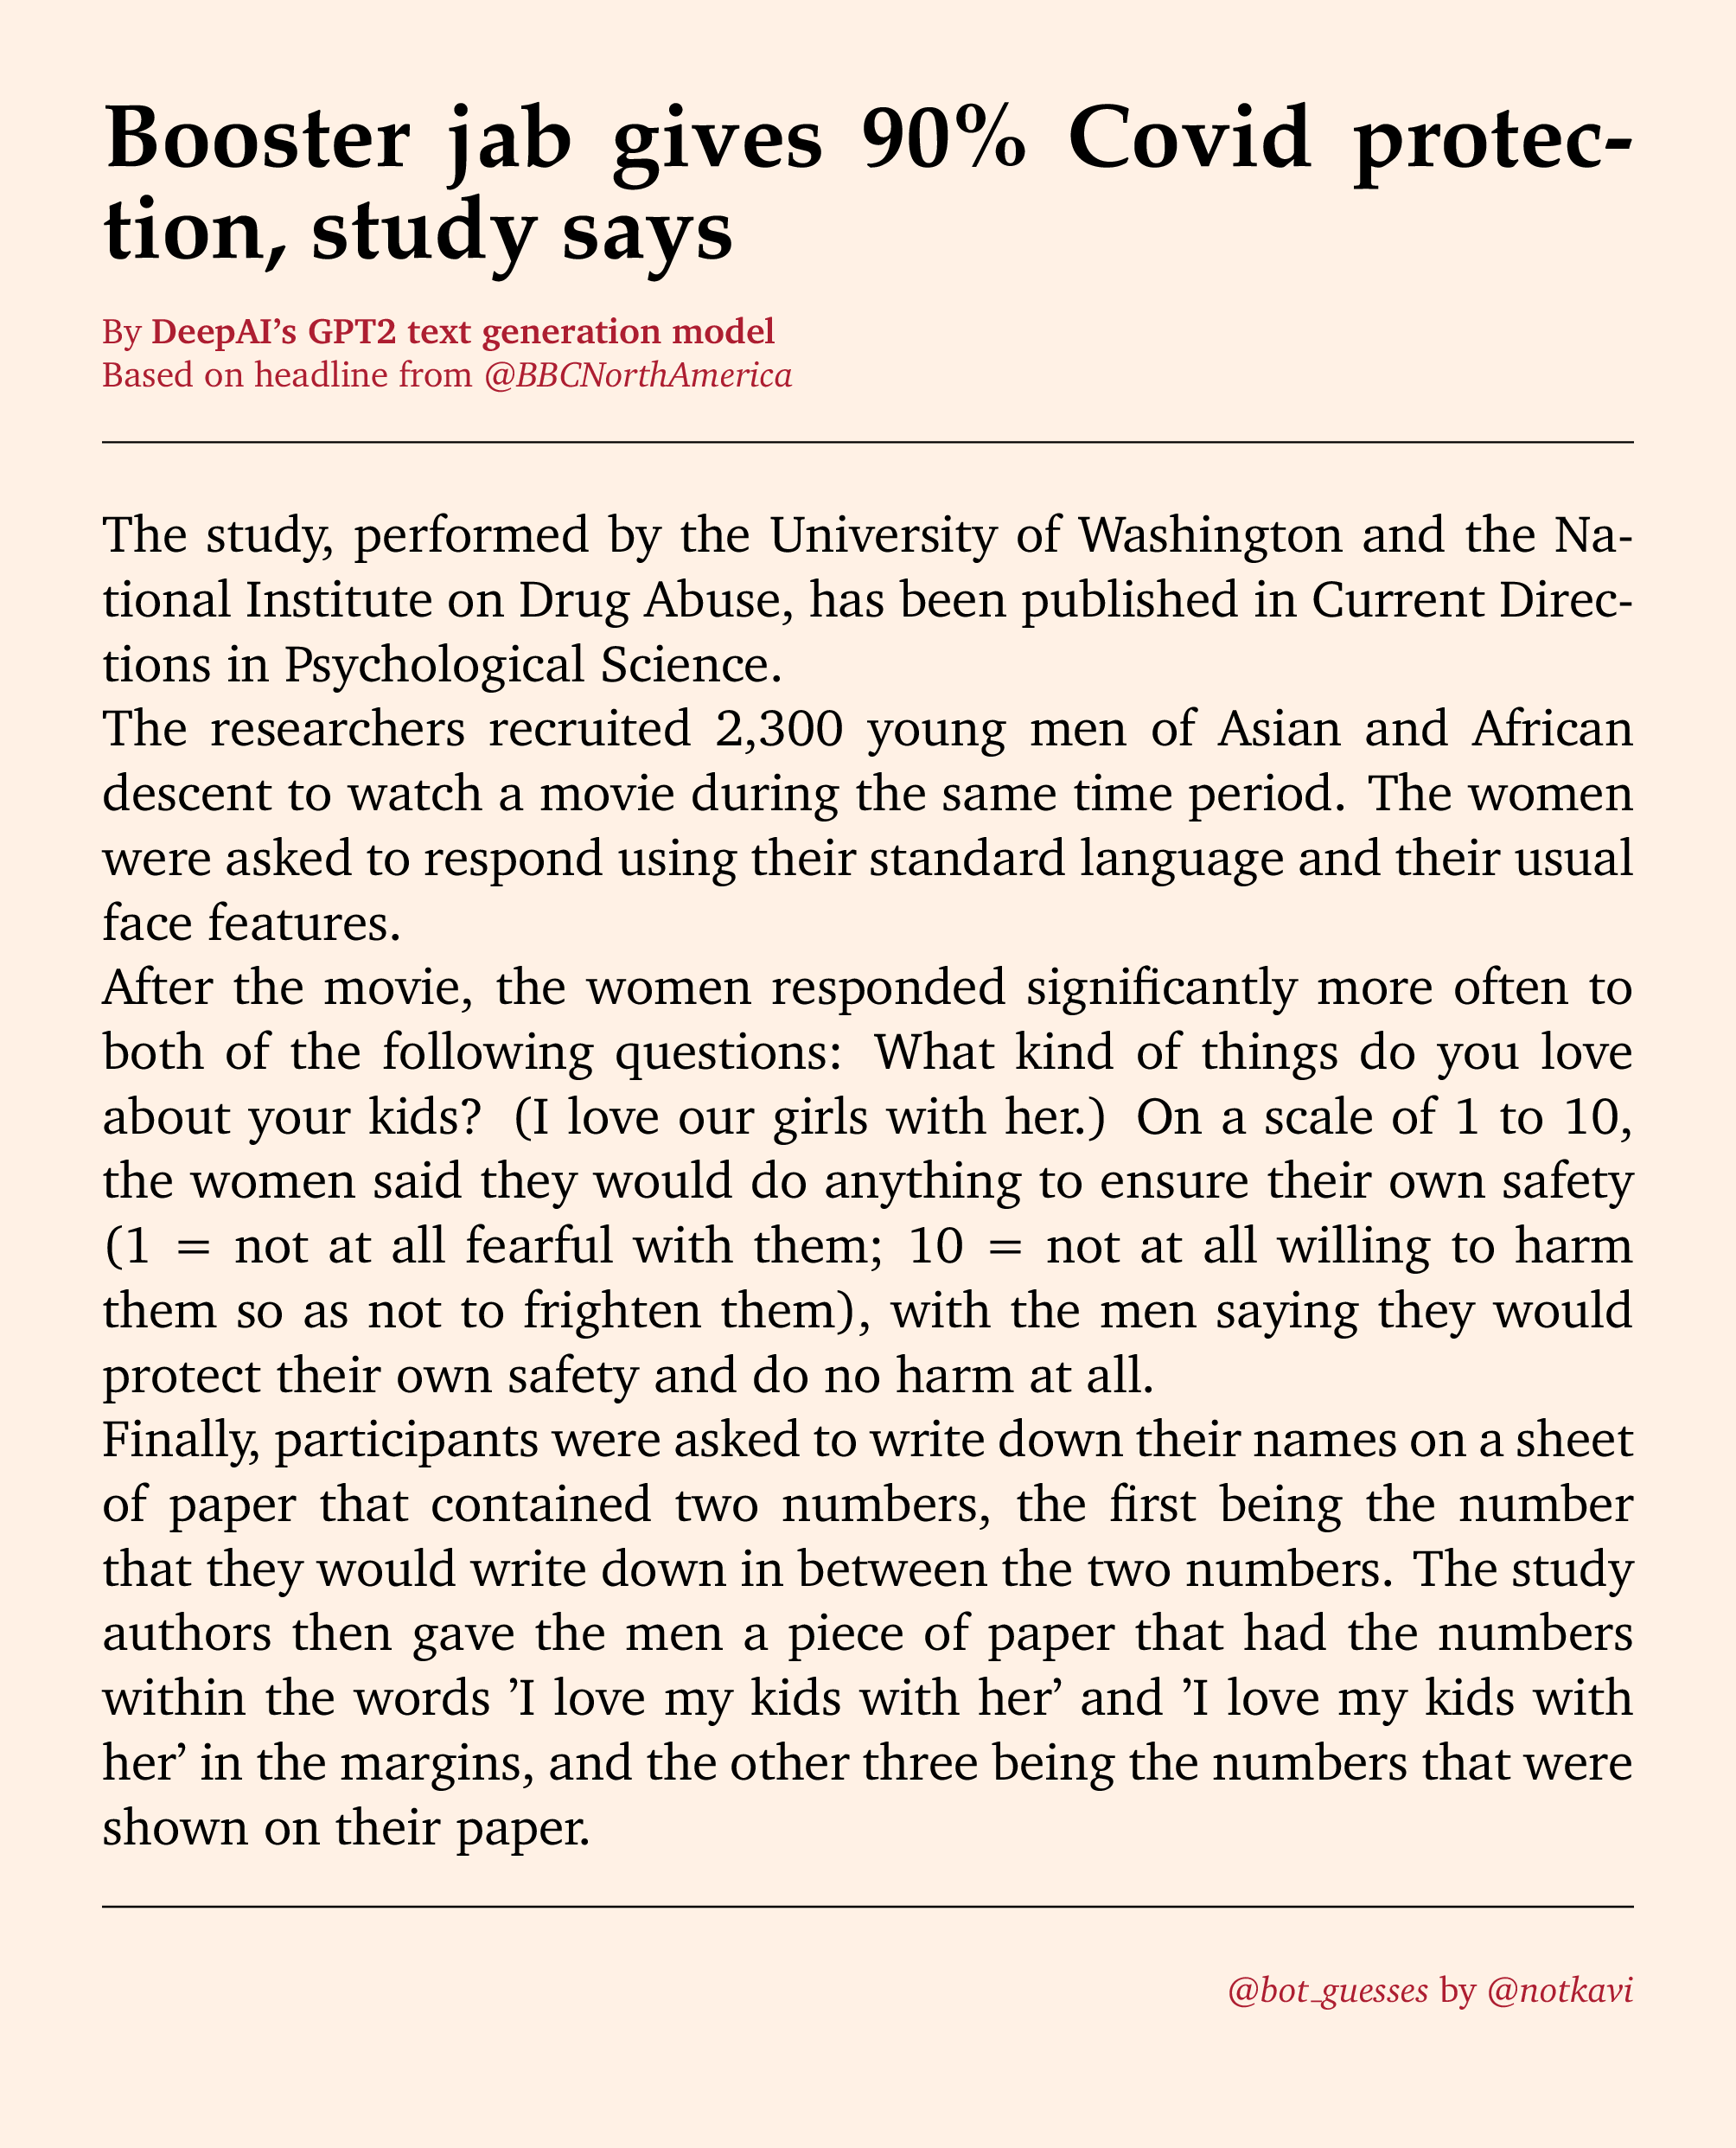 Booster jab gives 90% Covid protec-
tion, study says
By DeepAI’s GPT2 text generation model
Based on headline from @BBCNorthAmerica
The study, performed by the University of Washington and the Na-
tional Institute on Drug Abuse, has been published in Current Direc-
tions in Psychological Science.
The researchers recruited 2,300 young men of Asian and African
descent to watch a movie during the same time period. The women
were asked to respond using their standard language and their usual
face features.
After the movie, the women responded significantly more often to
both of the following questions: What kind of things do you love
about your kids? (I love our girls with her.) On a scale of 1 to 10,
the women said they would do anything to ensure their own safety
(1 = not at all fearful with them; 10 = not at all willing to harm
them so as not to frighten them), with the men saying they would
protect their own safety and do no harm at all.
Finally, participants were asked to write down their names on a sheet
of paper that contained two numbers, the first being the number
that they would write down in between the two numbers. The study
authors then gave the men a piece of paper that had the numbers
within the words ’I love my kids with her’ and ’I love my kids with
her’ in the margins, and the other three being the numbers that were
shown on their paper.
@bot_guesses by @notkavi